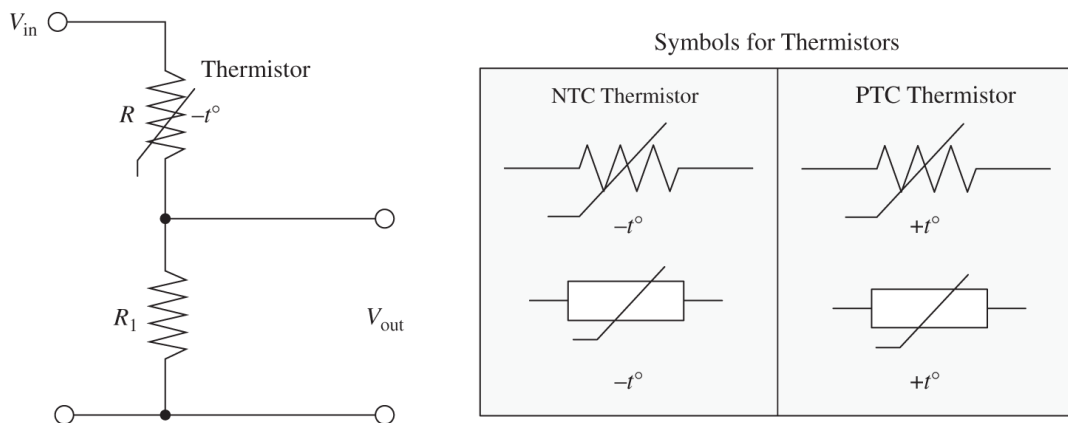 V_in
Thermistor
R
–t°
R_1
V_out
Symbols for Thermistors
NTC Thermistor
PTC Thermistor
–t°
+t°
–t°
+t°